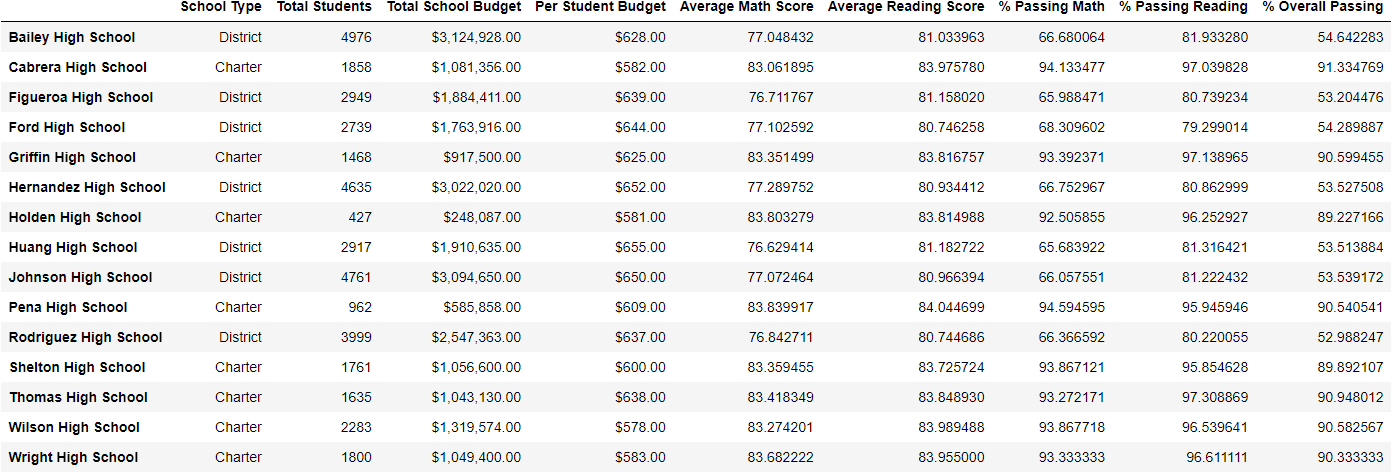 School Type Total Students Total School Budget Per Student Budget Average Math Score Average Reading Score % Passing Math % Passing Reading % Overall Passing
Bailey High School District 4976 $3,124,928.00 $628.00 77.048432 81.033963 66.680064 81.933280 54.642283
Cabrera High School Charter 1858 $1,081,356.00 $582.00 83.061895 83.975780 94.133477 97.039828 91.334769
Figueroa High School District 2949 $1,884,411.00 $639.00 76.711767 81.158020 65.988471 80.739234 53.204476
Ford High School District 2739 $1,763,916.00 $644.00 77.102592 80.746258 68.309602 79.299014 54.289887
Griffin High School Charter 1468 $917,500.00 $625.00 83.351499 83.816757 93.392371 97.138965 90.599455
Hernandez High School District 4635 $3,022,020.00 $652.00 77.289752 80.934412 66.752967 80.862999 53.527508
Holden High School Charter 427 $248,087.00 $581.00 83.803279 83.814988 92.505855 96.252927 89.227166
Huang High School District 2917 $1,910,635.00 $655.00 76.629414 81.182722 65.683922 81.316421 53.513884
Johnson High School District 4761 $3,094,650.00 $650.00 77.072464 80.966394 66.057551 81.222432 53.539172
Pena High School Charter 962 $585,858.00 $609.00 83.839917 84.044699 94.594595 95.945946 90.540541
Rodriguez High School District 3999 $2,547,363.00 $637.00 76.842711 80.744686 66.366592 80.220055 52.988247
Shelton High School Charter 1761 $1,056,600.00 $600.00 83.359455 83.725724 93.867121 95.854628 89.892107
Thomas High School Charter 1635 $1,043,130.00 $638.00 83.418349 83.848930 93.272171 97.308869 90.948012
Wilson High School Charter 2283 $1,319,574.00 $578.00 83.274201 83.989488 93.867718 96.539641 90.582567
Wright High School Charter 1800 $1,049,400.00 $583.00 83.682222 83.955000 93.333333 96.611111 90.333333